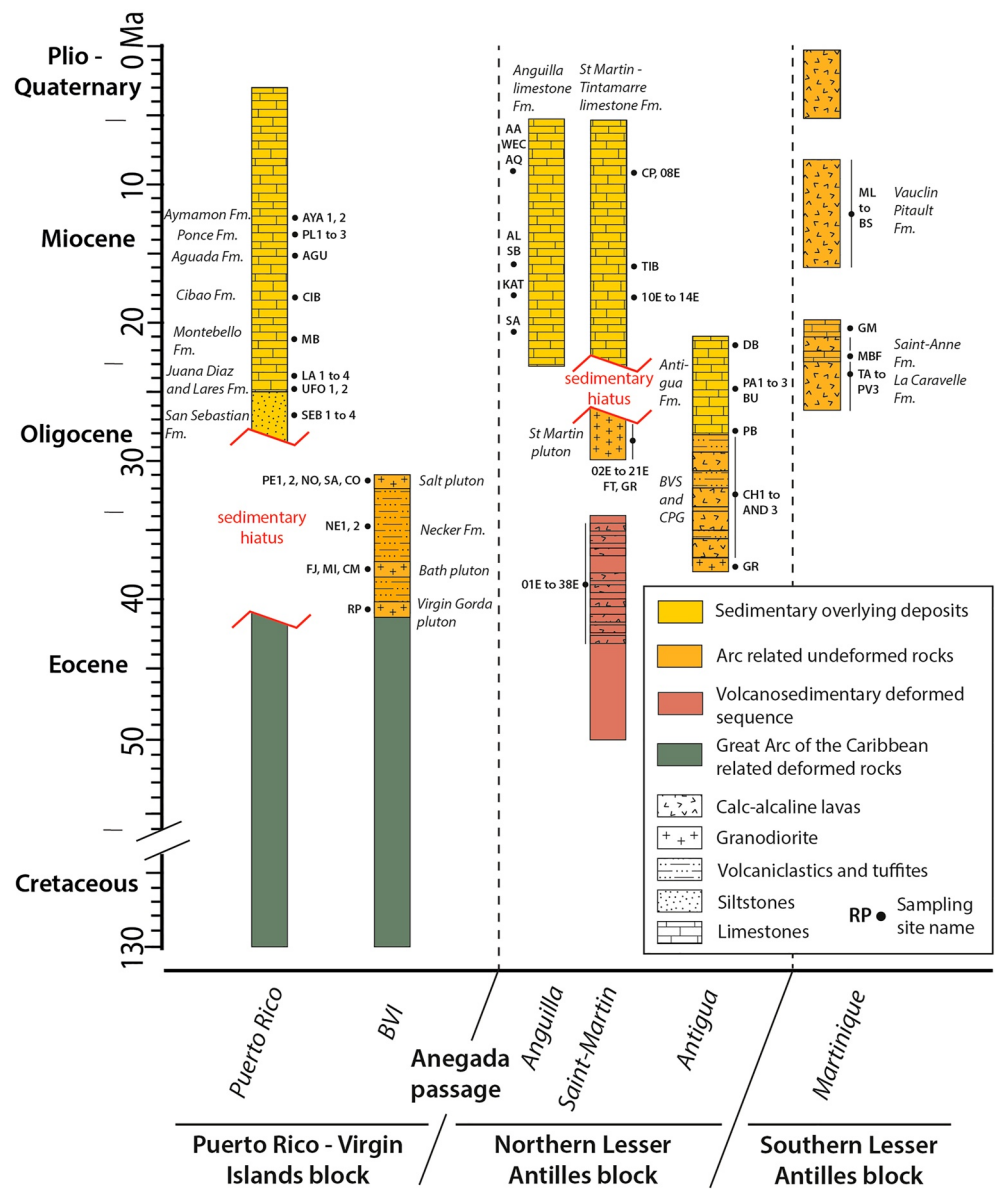 0 Ma
Plio -
Quaternary
10
Miocene
20
Oligocene
30
40
Eocene
50
Cretaceous
130
Aymamon Fm.
Ponce Fm.
Aguada Fm.
Cibao Fm.
Montebello
Fm.
Juana Diaz
and Lares Fm.
San Sebastian
Fm.
AYA 1, 2
PL1 to 3
AGU
CIB
MB
LA 1 to 4
UFO 1, 2
SEB 1 to 4
sedimentary
hiatus
PE1, 2, NO, SA, CO
NE1, 2
FJ, MI, CM
RP
Salt pluton
Necker Fm.
Bath pluton
Virgin Gorda
pluton
Anguilla
limestone
Fm.
AA
WEC
AQ
AL
SB
KAT
SA
St Martin -
Tintamarre
limestone Fm.
CP, 08E
TIB
10E to 14E
sedimentary
hiatus
St Martin
pluton
02E to 21E
FT, GR
01E to 38E
Anti-
gua
Fm.
BVS
and
CPG
DB
PA1 to 3
BU
PB
CH1 to
AND 3
GR
ML
to
BS
Vauclin
Pitault
Fm.
GM
MBF
TA to
PV3
Saint-Anne
Fm.
La Caravelle
Fm.
Sedimentary overlying deposits
Arc related undeformed rocks
Volcanosedimentary deformed
sequence
Great Arc of the Caribbean
related deformed rocks
Calc-alcaline lavas
Granodiorite
Volcaniclastics and tuffites
Siltstones
Limestones
RP
Sampling
site name
Puerto Rico
BVI
Anegada
passage
Anguilla
Saint-Martin
Antigua
Martinique
Puerto Rico - Virgin
Islands block
Northern Lesser
Antilles block
Southern Lesser
Antilles block